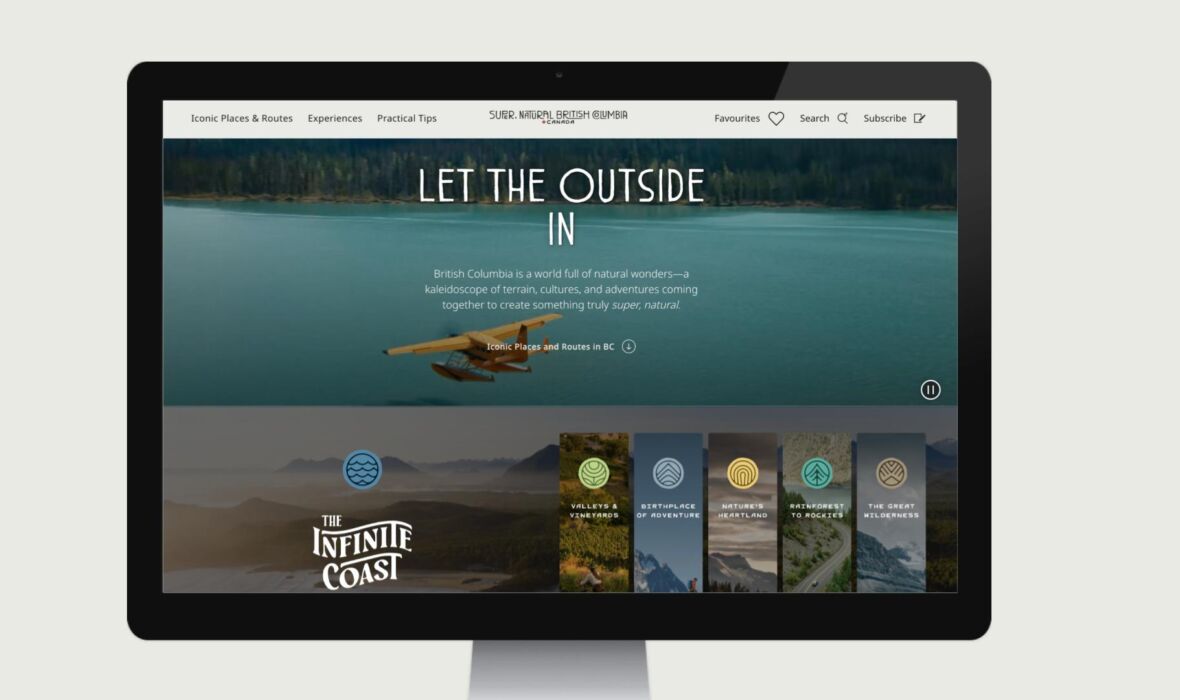 Iconic Places & Routes Experiences Practical Tips
SUPER, NATURAL BRITISH COLUMBIA
CANADA
Favourites Search Subscribe
LET THE OUTSIDE
IN
British Columbia is a world full of natural wonders—a
kaleidoscope of terrain, cultures, and adventures coming
together to create something truly super, natural.
Iconic Places and Routes in BC
THE
INFINITE
COAST
VALLEYS &
VINEYARDS
BIRTHPLACE
OF ADVENTURE
NATURE'S
HEARTLAND
RAINFOREST
TO ROCKIES
THE GREAT
WILDERNESS